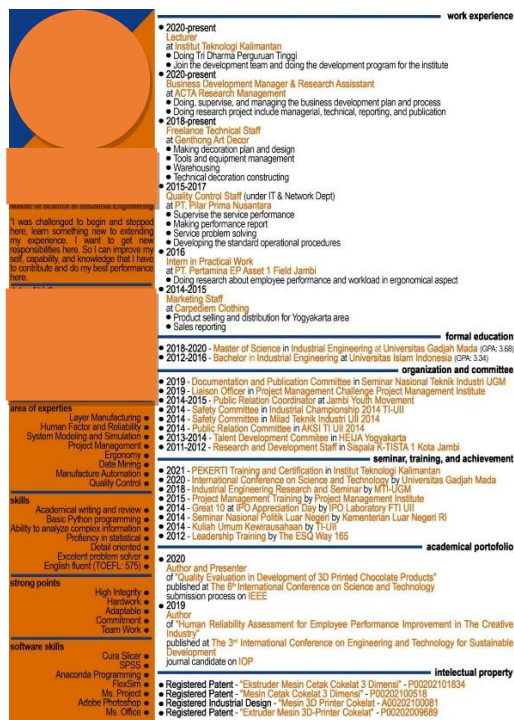 Master of Science in Industrial Engineering
"I was challenged to begin and stepped
here, learn something new to extending
my experience. I want to get new
responsibilities here. So I can improve my
self, capability, and knowledge that I have
to contribute and do my best performance
here.
area of experties
Layer Manufacturing
Human Factor and Reliability
System Modeling and Simulation
Project Management
Ergonomy
Data Mining
Manufacture Automation
Quality Control
skills
Academical writing and review
Basic Python programming
Ability to analyze complex information
Profiency in statistical
Detail oriented
Excelent problem solver
English fluent (TOEFL: 575)
strong points
High Integrity
Hardwork
Adaptable
Commitment
Team Work
software skills
Cura Slicer
SPSS
Anaconda Programming
FlexSim
Ms. Project
Adobe Photoshop
Ms. Office
work experience
2020-present
Lecturer
at Institut Teknologi Kalimantan
Doing Tri Dharma Perguruan Tinggi
Join the development team and doing the development program for the institute
2020-present
Business Development Manager & Research Assisstant
at ACTA Research Management
Doing, supervise, and managing the business development plan and process
Doing research project include managerial, technical, reporting, and publication
2018-present
Freelance Technical Staff
at Genthong Art Decor
Making decoration plan and design
Tools and equipment management
Warehousing
Technical decoration constructing
2015-2017
Quality Control Staff (under IT & Network Dept)
at PT. Pilar Prima Nusantara
Supervise the service performance
Making performance report
Service problem solving
Developing the standard operational procedures
2016
Intern in Practical Work
at PT. Pertamina EP Asset 1 Field Jambi
Doing research about employee performance and workload in ergonomical aspect
2014-2015
Marketing Staff
at Carpediem Clothing
Product selling and distribution for Yogyakarta area
Sales reporting
formal education
2018-2020 - Master of Science in Industrial Engineering at Universitas Gadjah Mada (GPA: 3.68)
2012-2016 - Bachelor in Industrial Engineering at Universitas Islam Indonesia (GPA: 3.34)
organization and committee
2019 - Documentation and Publication Committee in Seminar Nasional Teknik Industri UGM
2019 - Liaison Officer in Project Management Challenge Project Management Institute
2014-2015 - Public Relation Coordinator at Jambi Youth Movement
2014 - Safety Committee in Industrial Championship 2014 TI-UII
2014 - Safety Committee in Milad Teknik Industri UII 2014
2014 - Public Relation Committee in AKSI TI UII 2014
2013-2014 - Talent Development Commitee in HEIJA Yogyakarta
2011-2012 - Research and Development Staff in Sispala K-TISTA 1 Kota Jambi
seminar, training, and achievement
2021 - PEKERTI Training and Certification in Institut Teknologi Kalimantan
2020 - International Conference on Science and Technology by Universitas Gadjah Mada
2018 - Industrial Engineering Research and Seminar by MTI-UGM
2015 - Project Management Training by Project Management Institute
2014 - Great 10 at IPO Appreciation Day by IPO Laboratory FTI UII
2014 - Seminar Nasional Politik Luar Negeri by Kementerian Luar Negeri RI
2014 - Kuliah Umum Kewirausahaan by TI-UII
2012 - Leadership Training by The ESQ Way 165
academical portofolio
2020
Author and Presenter
of "Quality Evaluation in Development of 3D Printed Chocolate Products"
published at The 6th International Conference on Science and Technology
submission process on IEEE
2019
Author
of "Human Reliability Assessment for Employee Performance Improvement in The Creative
Industry"
published at The 3rd International Conference on Engineering and Technology for Sustainable
Development
journal candidate on IOP
intelectual property
Registered Patent - "Ekstruder Mesin Cetak Cokelat 3 Dimensi" - P00202101834
Registered Patent - "Mesin Cetak Cokelat 3 Dimensi" - P00202100518
Registered Industrial Design - "Mesin 3D Printer Cokelat - A00202100081
Registered Patent - "Extruder Mesin 3D-Printer Cokelat" - P00202009689